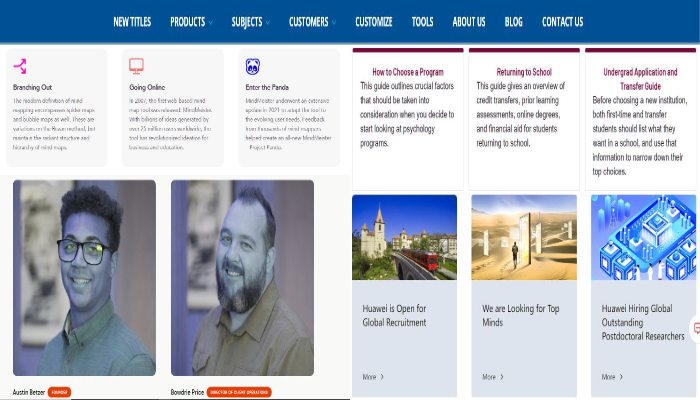 NEW TITLES PRODUCTS SUBJECTS CUSTOMERS CUSTOMIZE TOOLS ABOUT US BLOG CONTACT US
Branching Out
The modern definition of mind
mapping encompasses spider maps
and bubble maps as well. These are
variations on the Buzan method, but
maintain the radiant structure and
hierarchy of mind maps.
Going Online
In 2007, the first web-based mind
map tool was released: MindMeister.
With billions of ideas generated by
over 25 million users worldwide, the
tool has revolutionized ideation for
business and education.
Enter the Panda
MindMeister underwent an extensive
update in 2021 to adapt the tool to
the evolving user needs. Feedback
from thousands of mind mappers
helped create an all-new MindMeister
Project Panda.
How to Choose a Program
This guide outlines crucial factors
that should be taken into
consideration when you decide to
start looking at psychology
programs.
Returning to School
This guide gives an overview of
credit transfers, prior learning
assessments, online degrees,
and financial aid for students
returning to school.
Undergrad Application and
Transfer Guide
Before choosing a new institution,
both first-time and transfer
students should list what they
want in a school, and use that
information to narrow down their
top choices.
Austin Betzer FOUNDER
Bowdrie Price DIRECTOR OF CLIENT OPERATIONS
Huawei is Open for
Global Recruitment
More
We are Looking for Top
Minds
More
Huawei Hiring Global
Outstanding
Postdoctoral Researchers
More